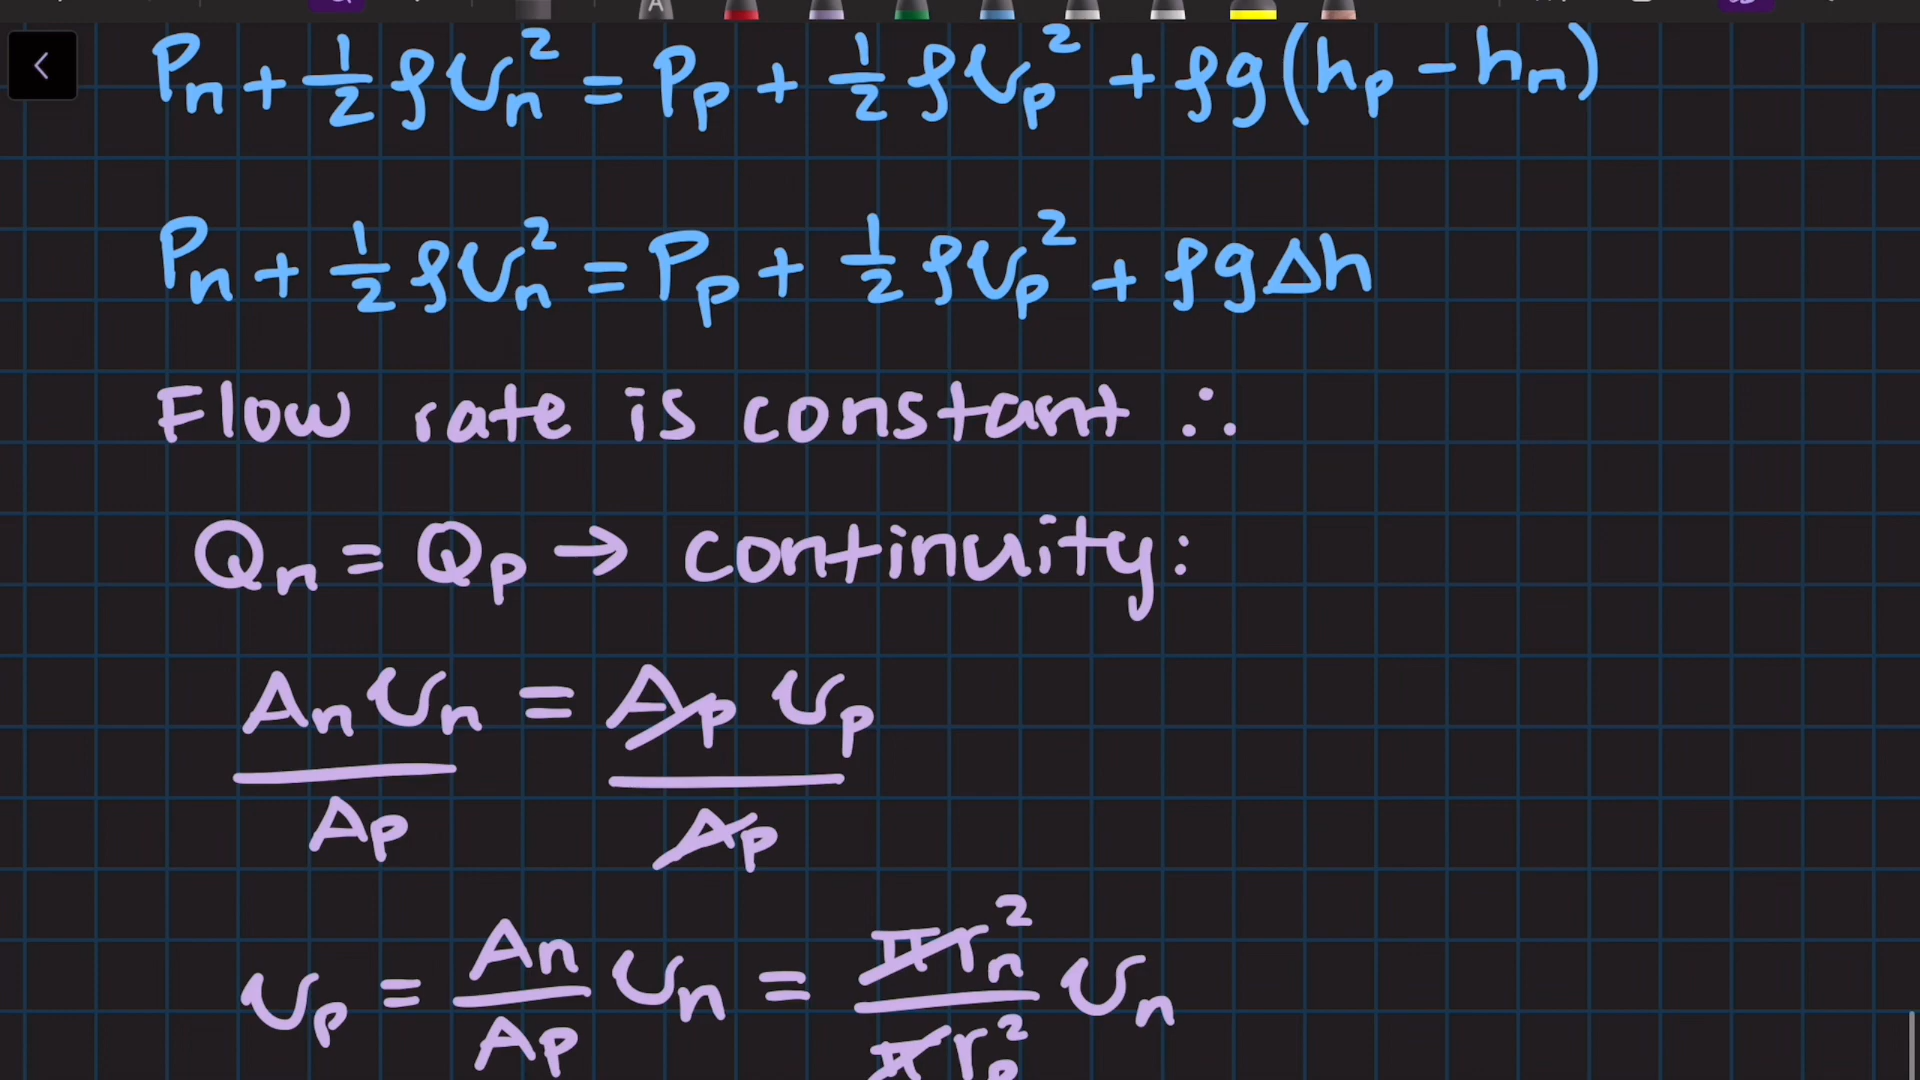 Pₙ + ½ρvₙ² = Pₚ + ½ρvₚ² + ρg(hₚ − hₙ)
Pₙ + ½ρvₙ² = Pₚ + ½ρvₚ² + ρgΔh
Flow rate is constant ∴
Qₙ = Qₚ → continuity:
Aₙvₙ/Aₚ = Aₚvₚ/Aₚ
vₚ = Aₙ/Aₚ vₙ = πrₙ²/πrₚ² vₙ